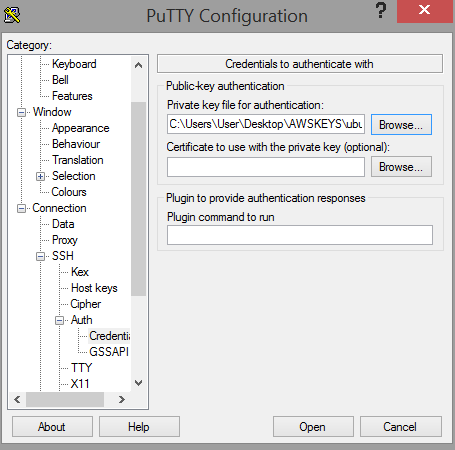 PuTTY Configuration
?
Category:
Keyboard
Bell
Features
Window
Appearance
Behaviour
Translation
Selection
Colours
Connection
Data
Proxy
SSH
Kex
Host keys
Cipher
Auth
Credentia
GSSAPI
TTY
X11
Credentials to authenticate with
Public-key authentication
Private key file for authentication:
C:\Users\User\Desktop\AWSKEYS\ubu
Browse...
Certificate to use with the private key (optional):
Browse...
Plugin to provide authentication responses
Plugin command to run
About
Help
Open
Cancel